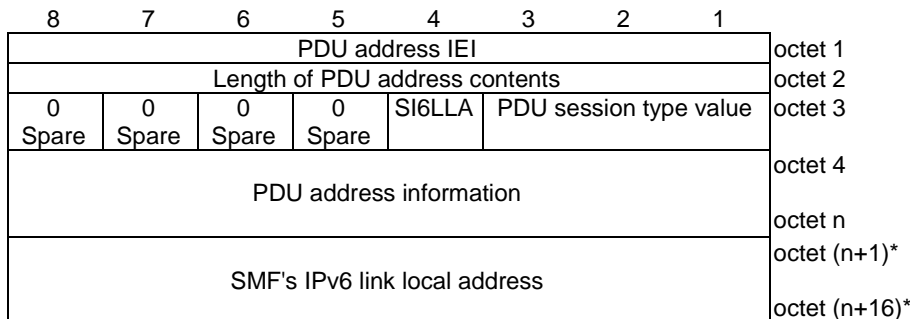 8 7 6 5 4 3 2 1
PDU address IEI octet 1
Length of PDU address contents octet 2
0 0 0 0 SI6LLA PDU session type value octet 3
Spare Spare Spare Spare
octet 4
PDU address information
octet n
octet (n+1)*
SMF's IPv6 link local address
octet (n+16)*